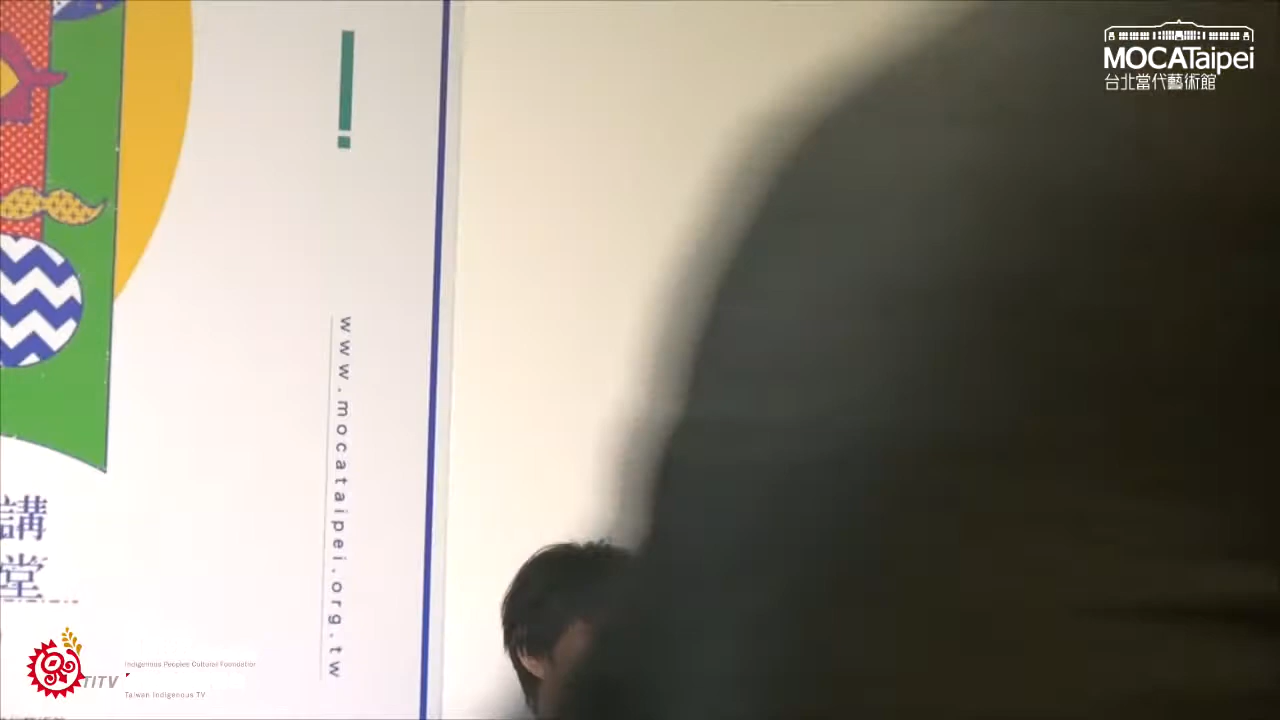 MOCATaipei
台北當代藝術館
www.mocataipei.org.tw
講
堂
TITV
Indigenous Peoples Cultural Foundation
Taiwan Indigenous TV